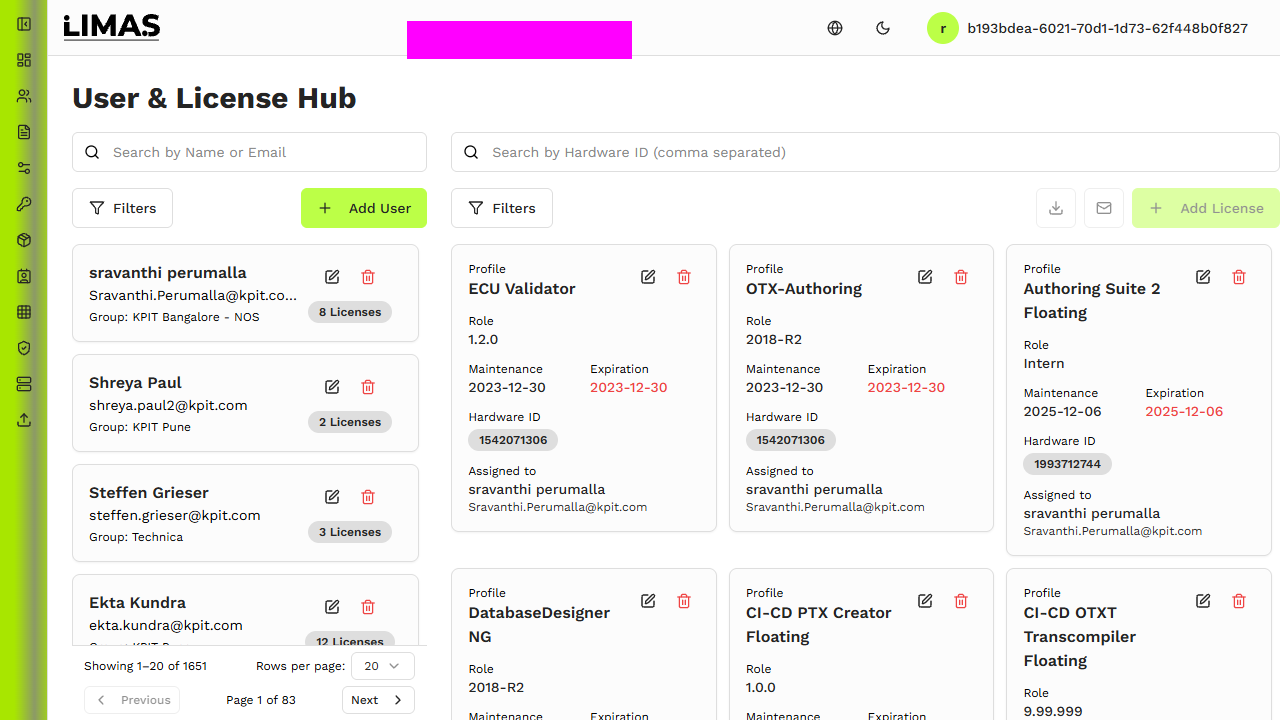 LIMAS
r
b193bdea-6021-70d1-1d73-62f448b0f827
User & License Hub
Search by Name or Email
Search by Hardware ID (comma separated)
Filters
Add User
Filters
Add License
sravanthi perumalla
Sravanthi.Perumalla@kpit.co...
Group: KPIT Bangalore - NOS
8 Licenses
Shreya Paul
shreya.paul2@kpit.com
Group: KPIT Pune
2 Licenses
Steffen Grieser
steffen.grieser@kpit.com
Group: Technica
3 Licenses
Ekta Kundra
ekta.kundra@kpit.com
12 Licenses
Showing 1–20 of 1651
Rows per page:
20
Previous
Page 1 of 83
Next
Profile
ECU Validator
Role
1.2.0
Maintenance
2023-12-30
Expiration
2023-12-30
Hardware ID
1542071306
Assigned to
sravanthi perumalla
Sravanthi.Perumalla@kpit.com
Profile
OTX-Authoring
Role
2018-R2
Maintenance
2023-12-30
Expiration
2023-12-30
Hardware ID
1542071306
Assigned to
sravanthi perumalla
Sravanthi.Perumalla@kpit.com
Profile
Authoring Suite 2
Floating
Role
Intern
Maintenance
2025-12-06
Expiration
2025-12-06
Hardware ID
1993712744
Assigned to
sravanthi perumalla
Sravanthi.Perumalla@kpit.com
Profile
DatabaseDesigner
NG
Role
2018-R2
Maintenance
Expiration
Profile
CI-CD PTX Creator
Floating
Role
1.0.0
Maintenance
Expiration
Profile
CI-CD OTXT
Transcompiler
Floating
Role
9.99.999